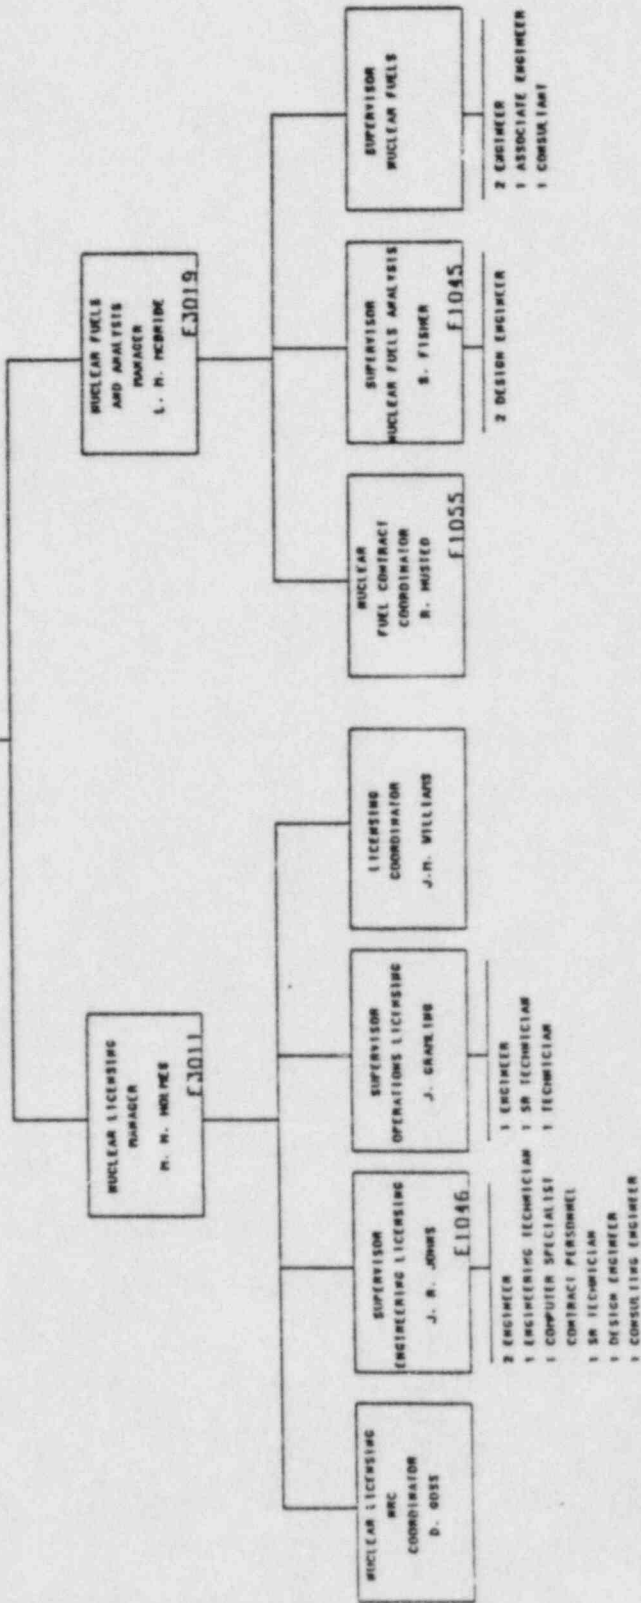 NUCLEAR LICENSING
MANAGER
M. H. HOLMES
E3011
NUCLEAR FUELS
AND ANALYSIS
MANAGER
L. M. MCBRIDE
E3019
NUCLEAR LICENSING
NRC
COORDINATOR
D. GOSS
SUPERVISOR
ENGINEERING LICENSING
J. R. JOHNS
E1046
2 ENGINEER
1 ENGINEERING TECHNICIAN
1 COMPUTER SPECIALIST
CONTRACT PERSONNEL
1 SR TECHNICIAN
1 DESIGN ENGINEER
1 CONSULTING ENGINEER
SUPERVISOR
OPERATIONS LICENSING
J. GRAMLING
1 ENGINEER
1 SR TECHNICIAN
1 TECHNICIAN
LICENSING
COORDINATOR
J.M. WILLIAMS
NUCLEAR
FUEL CONTRACT
COORDINATOR
R. HUSTED
E1055
SUPERVISOR
NUCLEAR FUELS ANALYSIS
S. FISHER
E1045
2 DESIGN ENGINEER
SUPERVISOR
NUCLEAR FUELS
2 ENGINEER
1 ASSOCIATE ENGINEER
1 CONSULTANT